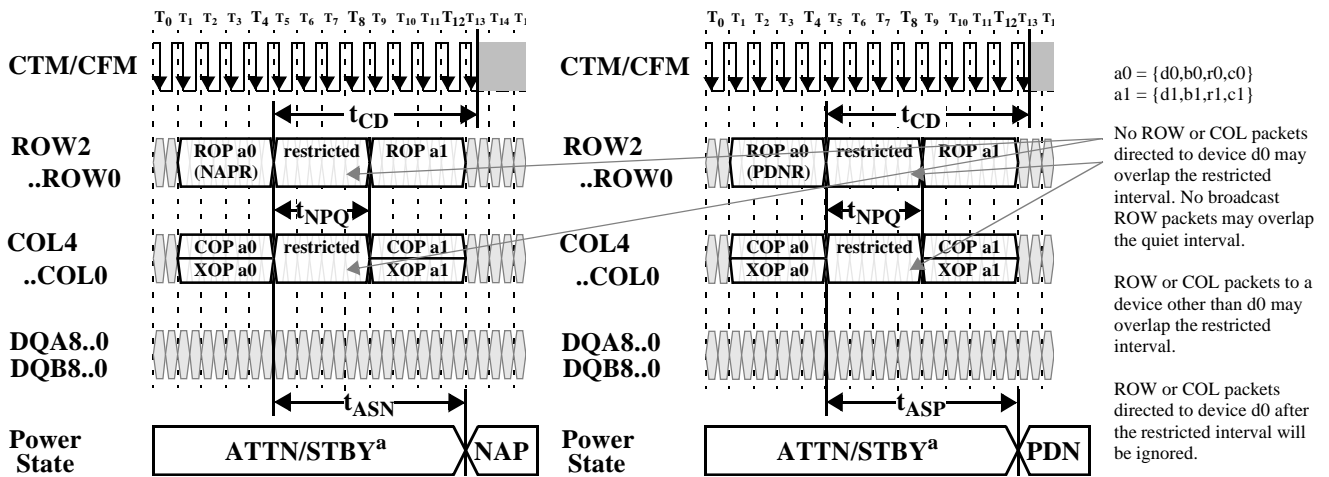 T0 T1 T2 T3 T4 T5 T6 T7 T8 T9 T10 T11 T12 T13 T14 T1
CTM/CFM
tCD
ROW2
..ROW0
ROP a0
(NAPR)
restricted
ROP a1
tNPQ
COL4
..COL0
COP a0
XOP a0
restricted
COP a1
XOP a1
DQA8..0
DQB8..0
tASN
Power
State
ATTN/STBYa
NAP
T0 T1 T2 T3 T4 T5 T6 T7 T8 T9 T10 T11 T12 T13 T1
CTM/CFM
tCD
ROW2
..ROW0
ROP a0
(PDNR)
restricted
ROP a1
tNPQ
COL4
..COL0
COP a0
XOP a0
restricted
COP a1
XOP a1
DQA8..0
DQB8..0
tASP
Power
State
ATTN/STBYa
PDN
a0 = {d0,b0,r0,c0}
a1 = {d1,b1,r1,c1}
No ROW or COL packets
directed to device d0 may
overlap the restricted
interval. No broadcast
ROW packets may overlap
the quiet interval.
ROW or COL packets to a
device other than d0 may
overlap the restricted
interval.
ROW or COL packets
directed to device d0 after
the restricted interval will
be ignored.